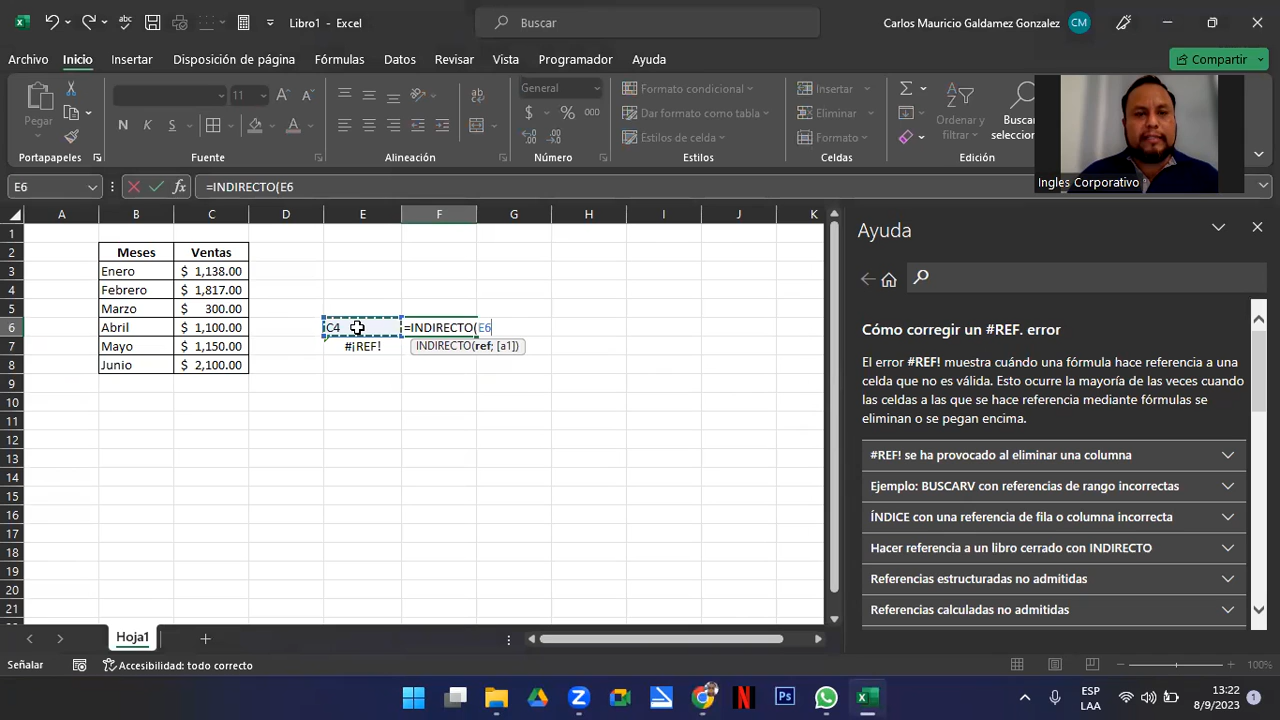 Libro1 - Excel
Buscar
Carlos Mauricio Galdamez Gonzalez
CM
Archivo
Inicio
Insertar
Disposición de página
Fórmulas
Datos
Revisar
Vista
Programador
Ayuda
Compartir
Pegar
11
N
K
S
General
Formato condicional
Dar formato como tabla
Estilos de celda
Insertar
Eliminar
Formato
Ordenar y
filtrar
Buscar
seleccion
Portapapeles
Fuente
Alineación
Número
Estilos
Celdas
Edición
Ingles Corporativo
E6
fx
=INDIRECTO(E6
A B C D E F G H I J K
1
2 Meses Ventas
3 Enero $ 1,138.00
4 Febrero $ 1,817.00
5 Marzo $ 300.00
6 Abril $ 1,100.00 C4 =INDIRECTO(E6
7 Mayo $ 1,150.00 #¡REF! INDIRECTO(ref; [a1])
8 Junio $ 2,100.00
9
10
11
12
13
14
15
16
17
18
19
20
21
Ayuda
Cómo corregir un #REF. error
El error #REF! muestra cuándo una fórmula hace referencia a
celda que no es válida. Esto ocurre la mayoría de las veces cuando
las celdas a las que se hace referencia mediante fórmulas se
eliminan o se pegan encima.
#REF! se ha provocado al eliminar una columna
Ejemplo: BUSCARV con referencias de rango incorrectas
ÍNDICE con una referencia de fila o columna incorrecta
Hacer referencia a un libro cerrado con INDIRECTO
Referencias estructuradas no admitidas
Referencias calculadas no admitidas
Hoja1
Señalar
Accesibilidad: todo correcto
100%
Ps
ESP
LAA
13:22
8/9/2023